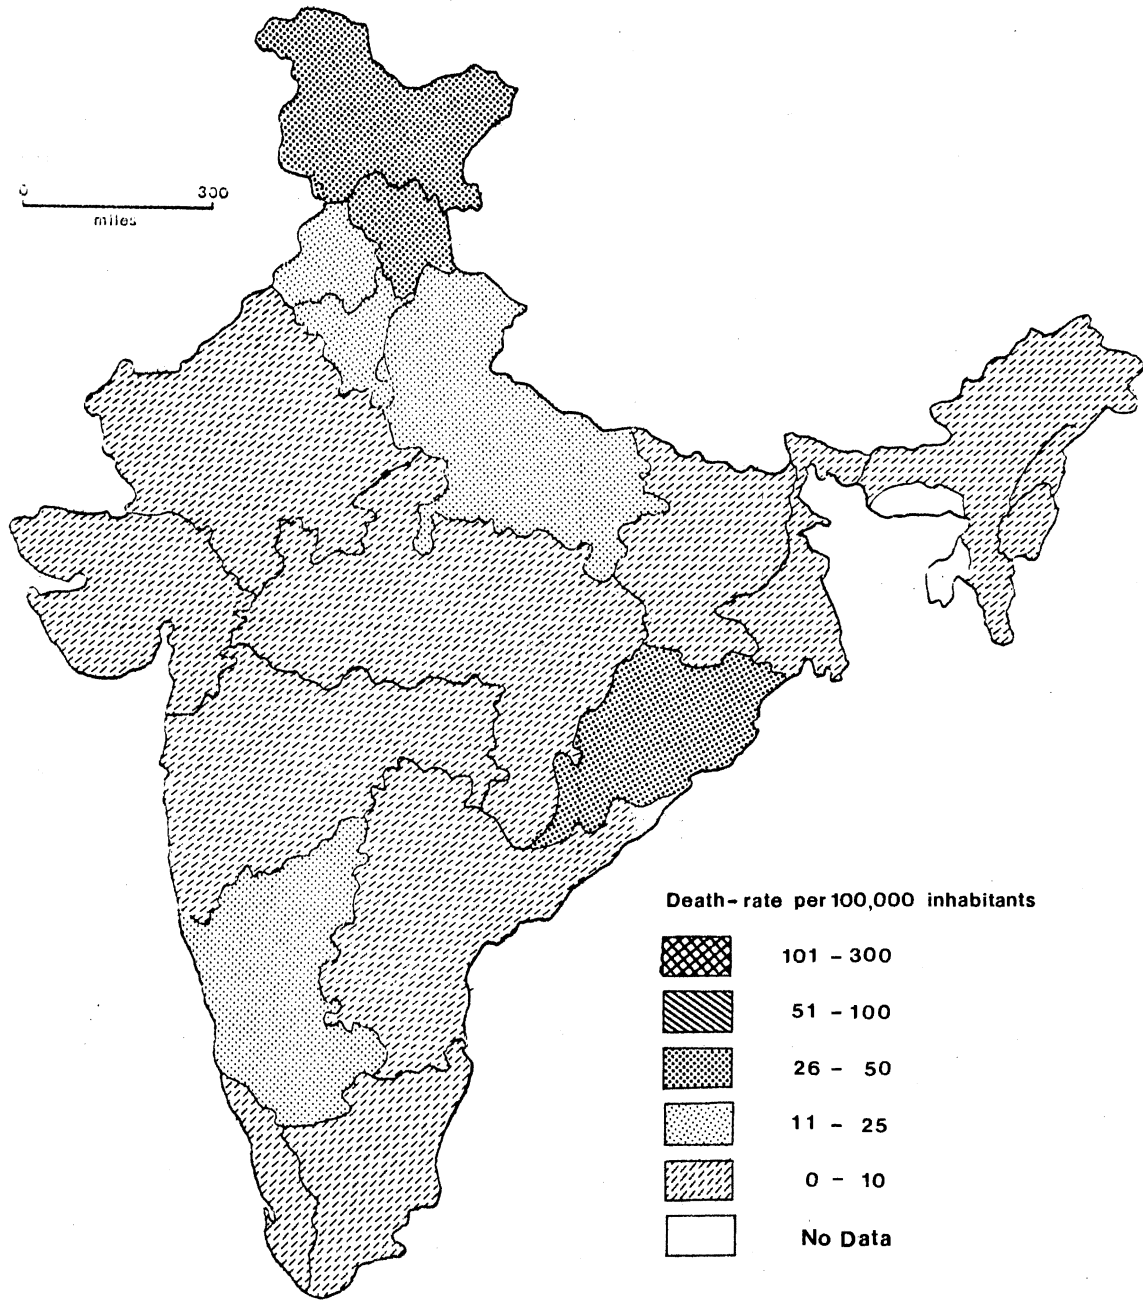 0 300
miles
Death-rate per 100,000 inhabitants
101 - 300
51 - 100
26 - 50
11 - 25
0 - 10
No Data